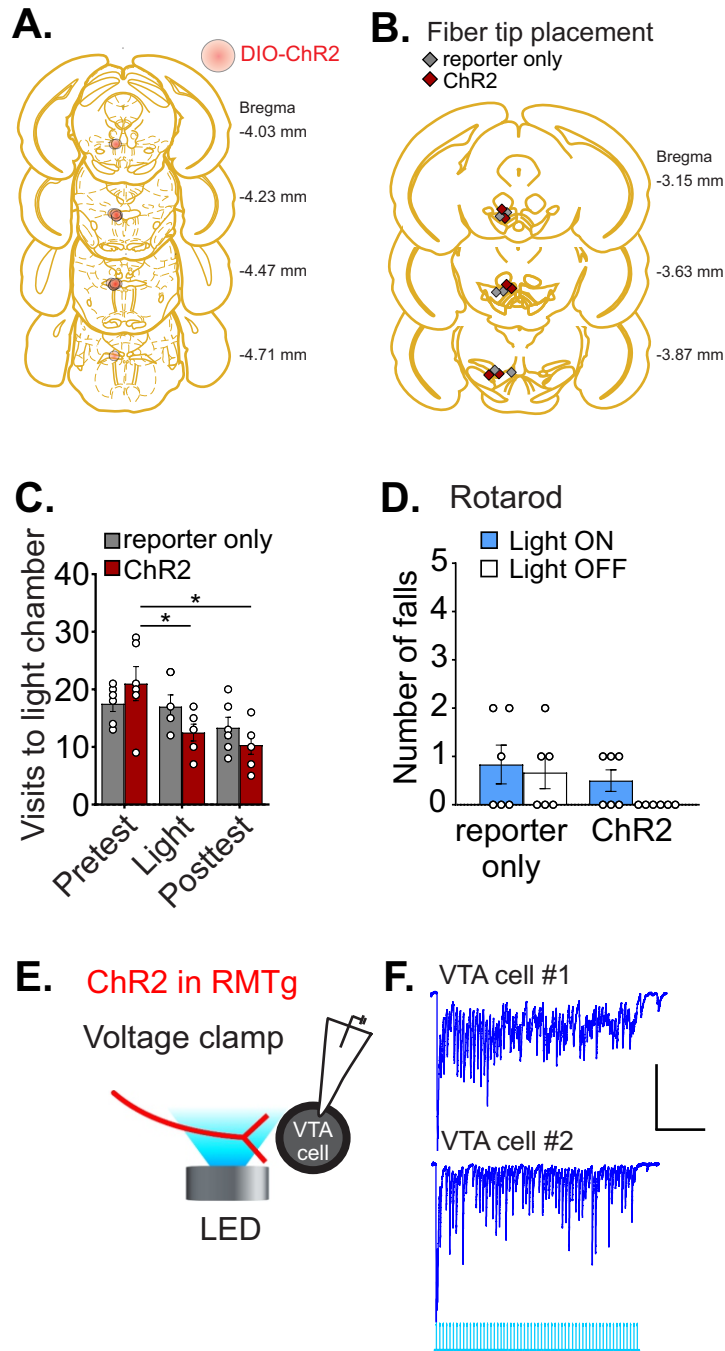 A.
DIO-ChR2
Bregma
-4.03 mm
-4.23 mm
-4.47 mm
-4.71 mm
B. Fiber tip placement
reporter only
ChR2
Bregma
-3.15 mm
-3.63 mm
-3.87 mm
C.
reporter only
ChR2
Visits to light chamber
40
30
20
10
0
*
*
Pretest
Light
Posttest
D. Rotarod
Light ON
Light OFF
Number of falls
5
4
3
2
1
0
reporter
only
ChR2
E. ChR2 in RMTg
Voltage clamp
VTA
cell
LED
F.
VTA cell #1
VTA cell #2